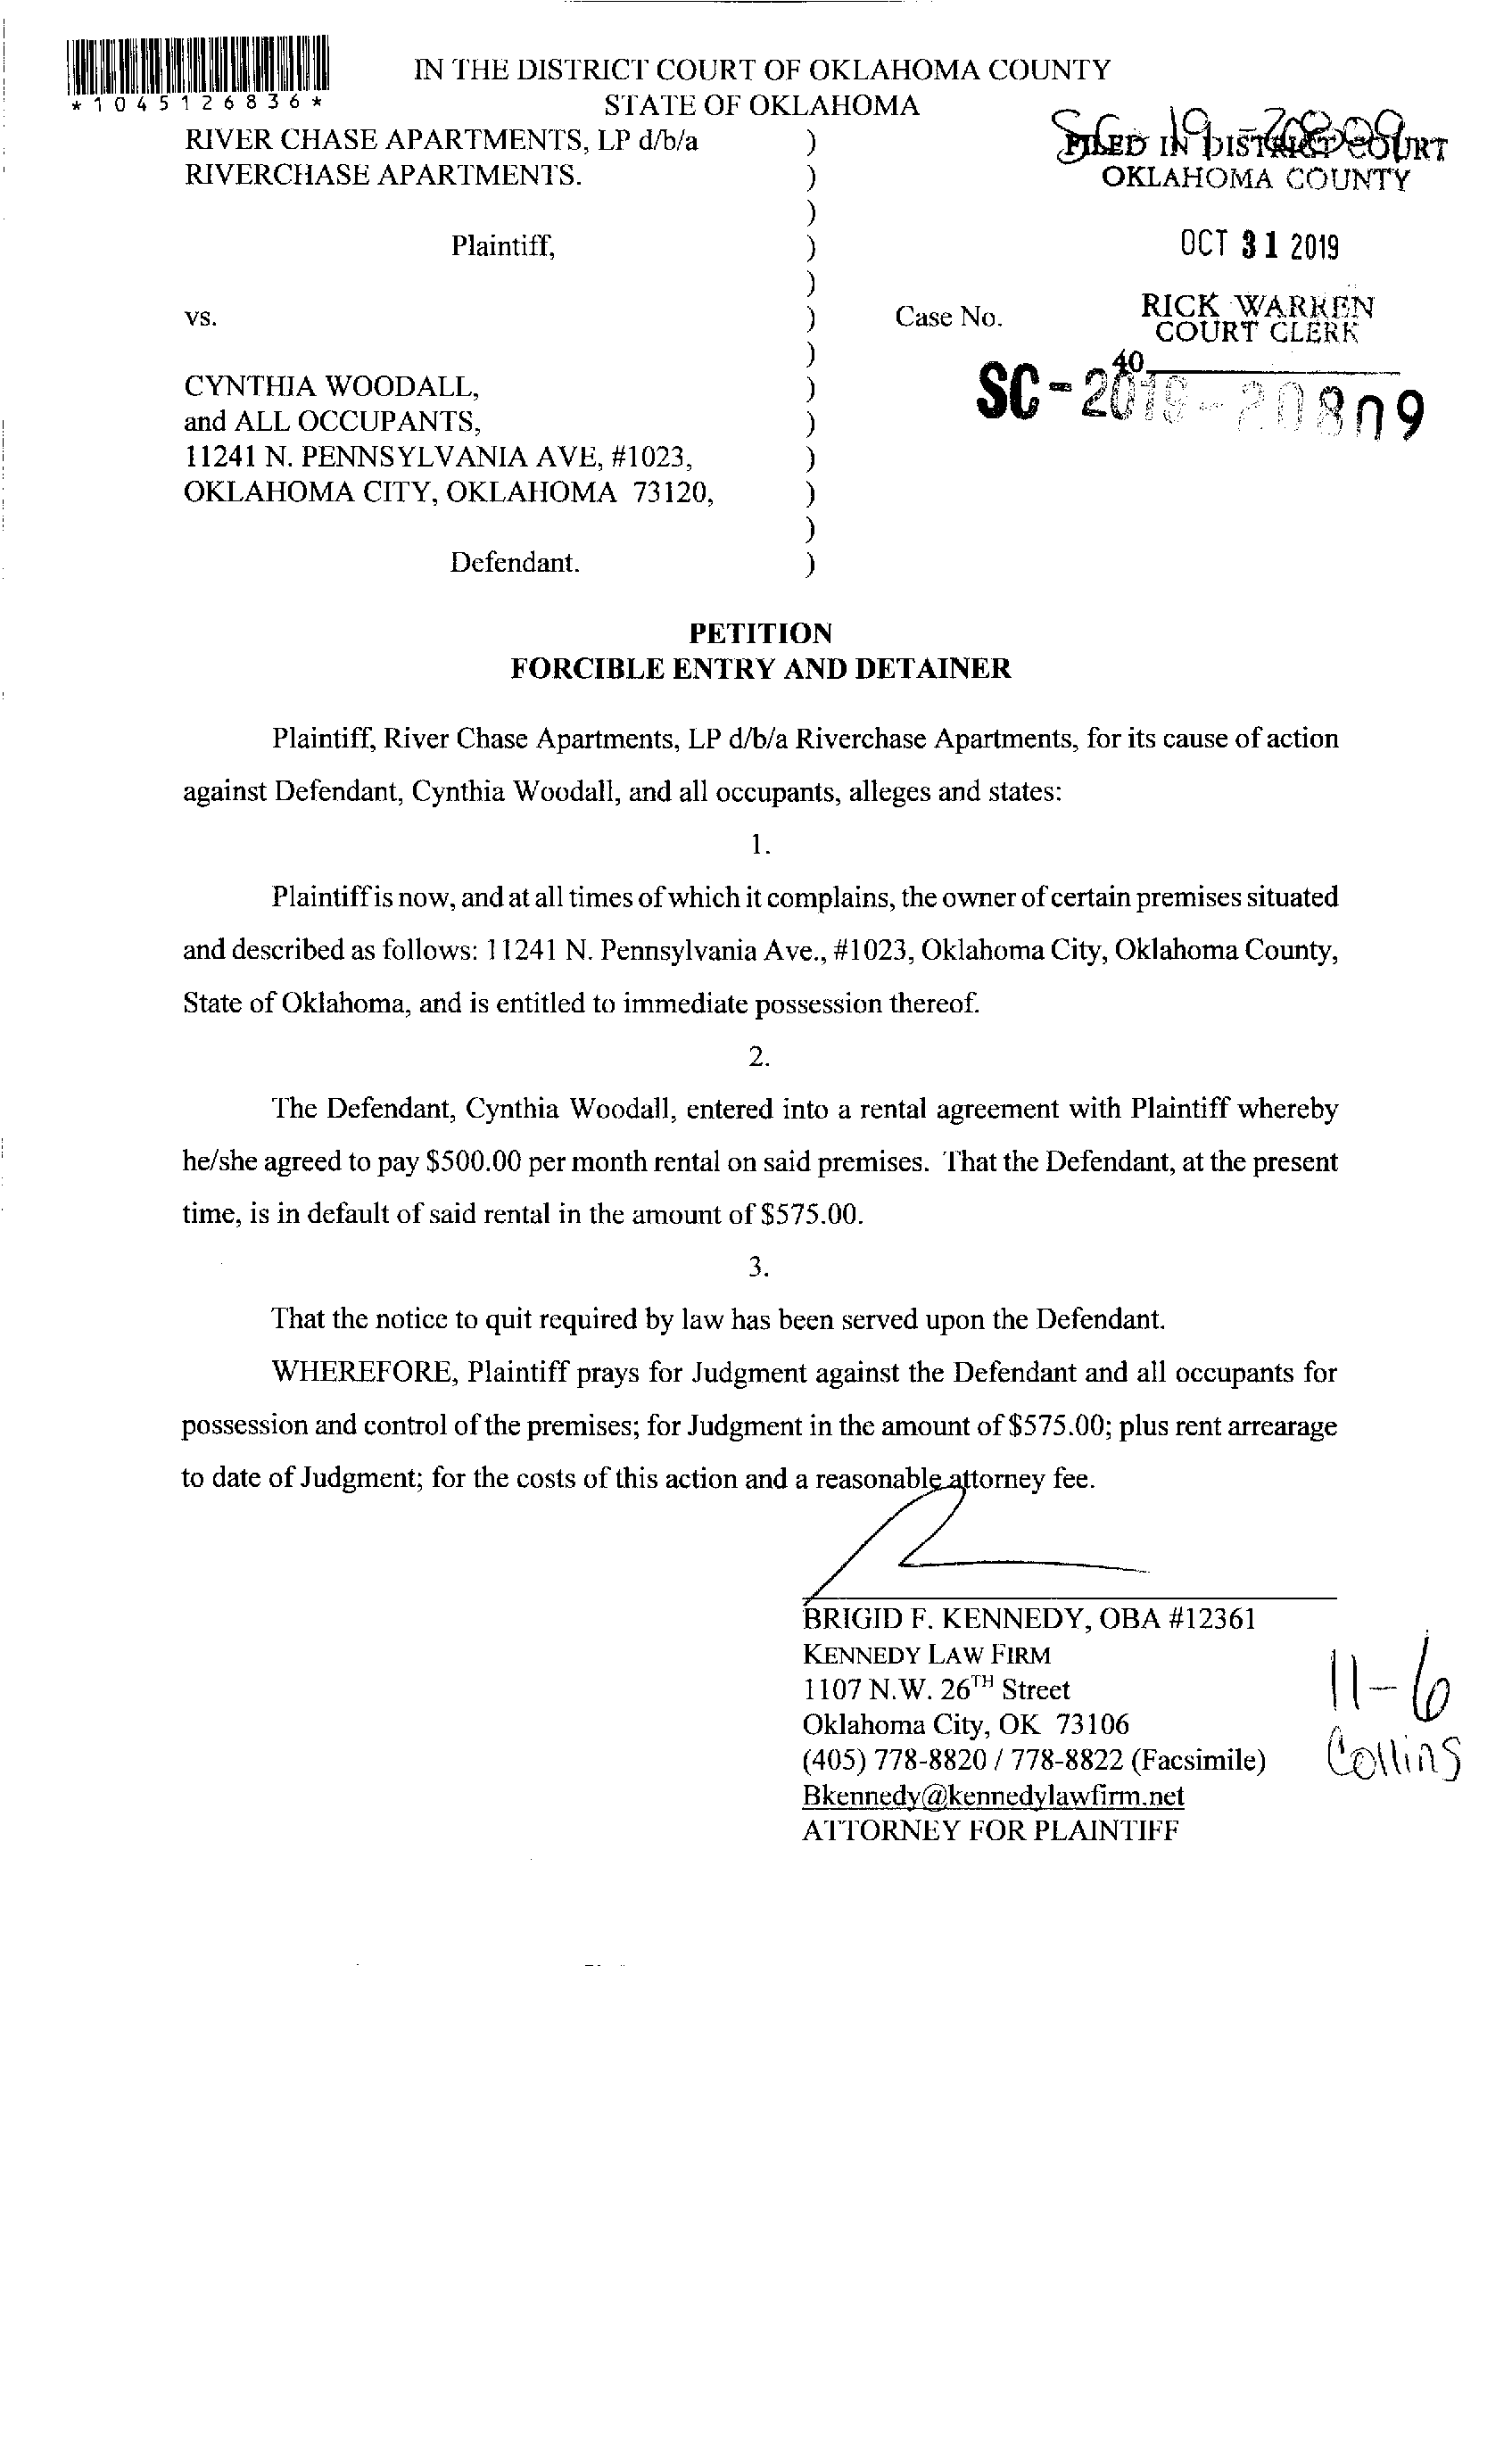 IN THE DISTRICT COURT OF OKLAHOMA COUNTY
*1045126836*
STATE OF OKLAHOMA
RIVER CHASE APARTMENTS, LP d/b/a )
RIVERCHASE APARTMENTS. )
)
Plaintiff, )
)
vs. )
)
CYNTHIA WOODALL, )
and ALL OCCUPANTS, )
11241 N. PENNSYLVANIA AVE, #1023, )
OKLAHOMA CITY, OKLAHOMA 73120, )
)
Defendant. )
SC 19-20809
FILED IN DISTRICT COURT
OKLAHOMA COUNTY
OCT 31 2019
RICK WARREN
COURT CLERK
40
Case No.
SC-2019-20809
PETITION
FORCIBLE ENTRY AND DETAINER
Plaintiff, River Chase Apartments, LP d/b/a Riverchase Apartments, for its cause of action
against Defendant, Cynthia Woodall, and all occupants, alleges and states:
1.
Plaintiff is now, and at all times of which it complains, the owner of certain premises situated
and described as follows: 11241 N. Pennsylvania Ave., #1023, Oklahoma City, Oklahoma County,
State of Oklahoma, and is entitled to immediate possession thereof.
2.
The Defendant, Cynthia Woodall, entered into a rental agreement with Plaintiff whereby
he/she agreed to pay $500.00 per month rental on said premises. That the Defendant, at the present
time, is in default of said rental in the amount of $575.00.
3.
That the notice to quit required by law has been served upon the Defendant.
WHEREFORE, Plaintiff prays for Judgment against the Defendant and all occupants for
possession and control of the premises; for Judgment in the amount of $575.00; plus rent arrearage
to date of Judgment; for the costs of this action and a reasonable attorney fee.
BRIGID F. KENNEDY, OBA #12361
KENNEDY LAW FIRM
1107 N.W. 26TH Street
Oklahoma City, OK 73106
(405) 778-8820 / 778-8822 (Facsimile)
Bkennedy@kennedylawfirm.net
ATTORNEY FOR PLAINTIFF
11-6
Collins